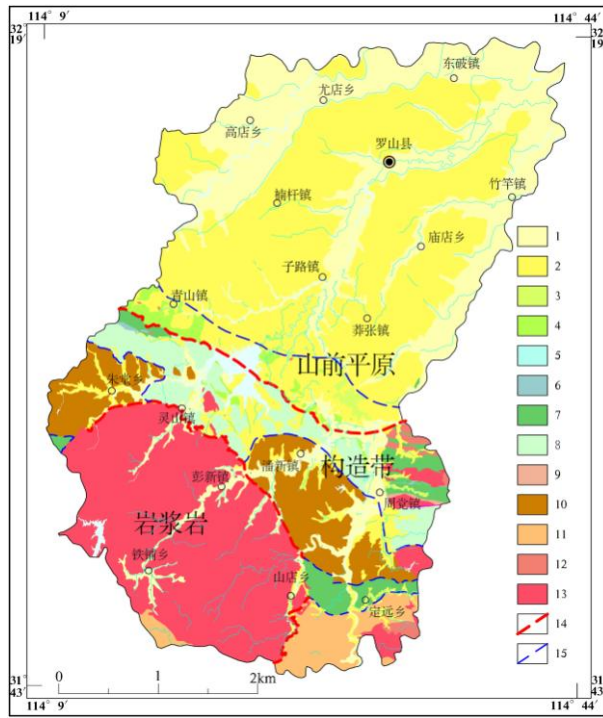 114° 9′
114° 44′
32
19′
32
19′
东破镇
尤店乡
高店乡
罗山县
竹竿镇
楠杆镇
庙店乡
子路镇
青山镇
莽张镇
山前平原
朱堂乡
灵山镇
潘新镇
构造带
彭新镇
周党镇
岩浆岩
铁铺乡
山店乡
定远乡
1
2
3
4
5
6
7
8
9
10
11
12
13
14
15
0 1 2km
31
43′
31
43′
114° 9′
114° 44′